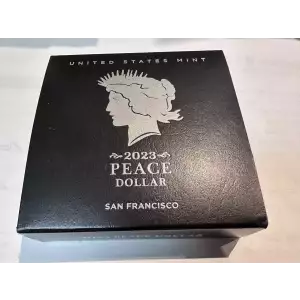 UNITED STATES MINT
2023
PEACE
DOLLAR
SAN FRANCISCO